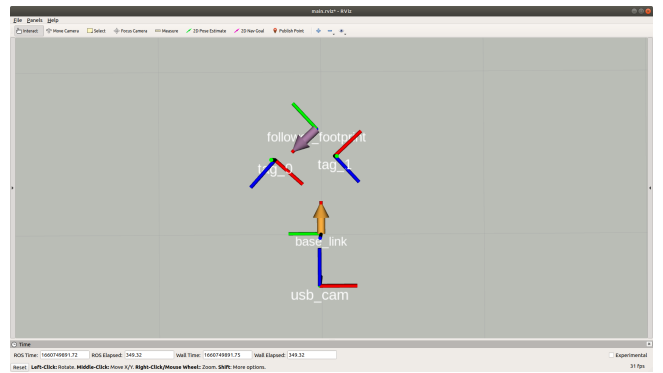 main.rviz* - RViz
File Panels Help
Interact Move Camera Select Focus Camera Measure 2D Pose Estimate 2D Nav Goal Publish Point
tag_1
base_link
usb_cam
Time
ROS Time: 1660749891.72 ROS Elapsed: 349.32 Wall Time: 1660749891.75 Wall Elapsed: 349.32 Experimental
Reset Left-Click: Rotate. Middle-Click: Move X/Y. Right-Click/Mouse Wheel: Zoom. Shift: More options. 31 fps